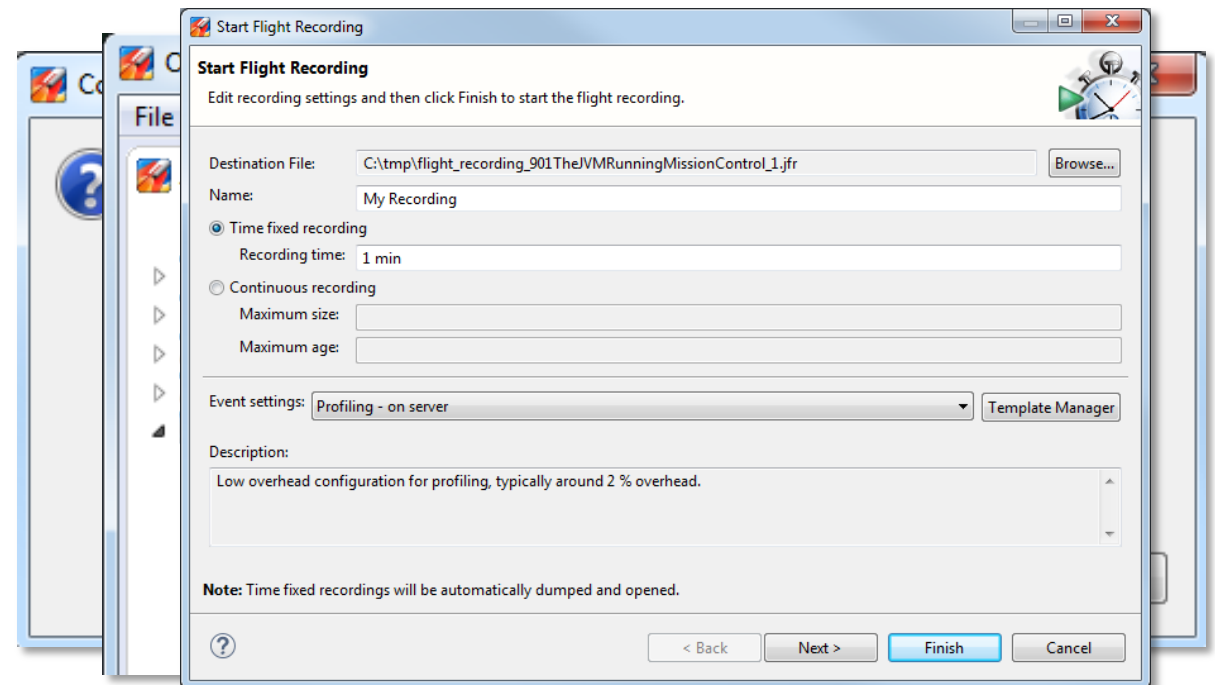 Start Flight Recording
Start Flight Recording
Edit recording settings and then click Finish to start the flight recording.
File
Destination File: C:\tmp\flight_recording_901TheJVMRunningMissionControl_1.jfr Browse...
Name: My Recording
Time fixed recording
Recording time: 1 min
Continuous recording
Maximum size:
Maximum age:
Event settings: Profiling - on server Template Manager
Description:
Low overhead configuration for profiling, typically around 2 % overhead.
Note: Time fixed recordings will be automatically dumped and opened.
< Back Next > Finish Cancel